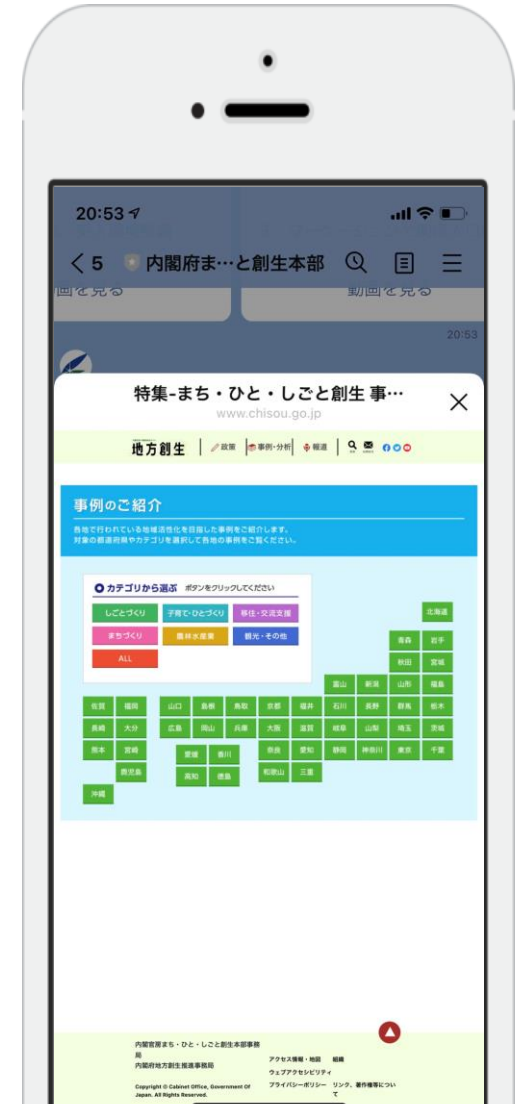 20:53
5 内閣府ま…と創生本部
画を見る 動画を見る
20:53
特集-まち・ひと・しごと創生 事…
www.chisou.go.jp
地方創生 政策 事例・分析 報道
事例のご紹介
各地で行われている地域活性化を目指した事例をご紹介します。
対象の都道府県やカテゴリを選択して各地の事例をご覧ください。
カテゴリから選ぶ ボタンをクリックしてください
しごとづくり 子育て・ひとづくり 移住・交流支援
まちづくり 農林水産業 観光・その他
ALL
北海道
青森 岩手
秋田 宮城
富山 新潟 山形 福島
佐賀 福岡 山口 島根 鳥取 京都 福井 石川 長野 群馬 栃木
長崎 大分 広島 岡山 兵庫 大阪 滋賀 岐阜 山梨 埼玉 茨城
熊本 宮崎 愛媛 香川 奈良 愛知 静岡 神奈川 東京 千葉
鹿児島 高知 徳島 和歌山 三重
沖縄
内閣官房まち・ひと・しごと創生本部事務
局
内閣府地方創生推進事務局
Copyright © Cabinet Office, Government Of
Japan. All Rights Reserved.
アクセス情報・地図 組織
ウェブアクセシビリティ
プライバシーポリシー リンク、著作権等につい
て